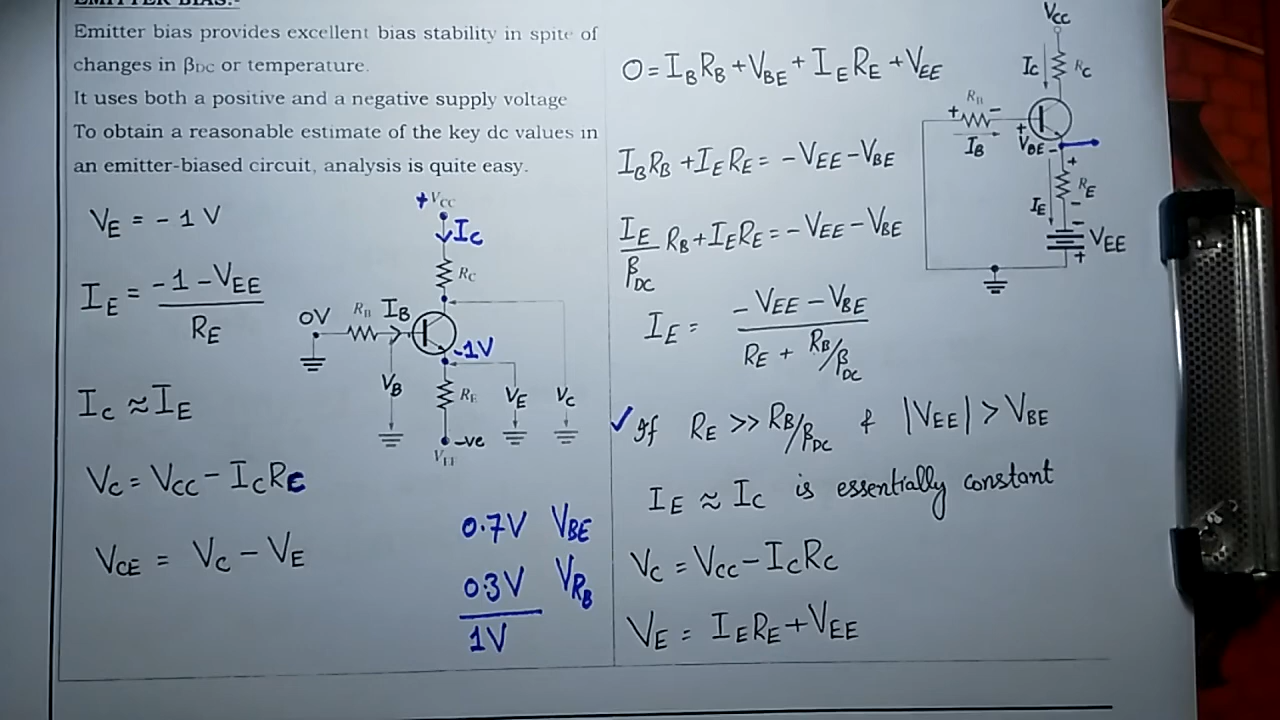 EMITTER BIAS:-
Emitter bias provides excellent bias stability in spite of
changes in βDC or temperature.
It uses both a positive and a negative supply voltage
To obtain a reasonable estimate of the key dc values in
an emitter-biased circuit, analysis is quite easy.
VE = - 1 V
IE = -1 - VEE / RE
IC ≈ IE
VC = VCC - ICRC
VCE = VC - VE
+VCC
IC
RC
0V RB IB
-1V
VB
RE VE VC
-ve
VEE
0.7V VBE
0.3V VRB
1V
0 = IBRB + VBE + IERE + VEE
IBRB + IERE = - VEE - VBE
IE/βDC RB + IERE = - VEE - VBE
IE = - VEE - VBE / RE + RB/βDC
✓ If RE >> RB/βDC & |VEE| > VBE
IE ≈ IC is essentially constant
VC = VCC - ICRC
VE = IERE + VEE
VCC
IC RC
RB
+ -
IB
+
VBE -
+
RE
IE
-
-
VEE
+